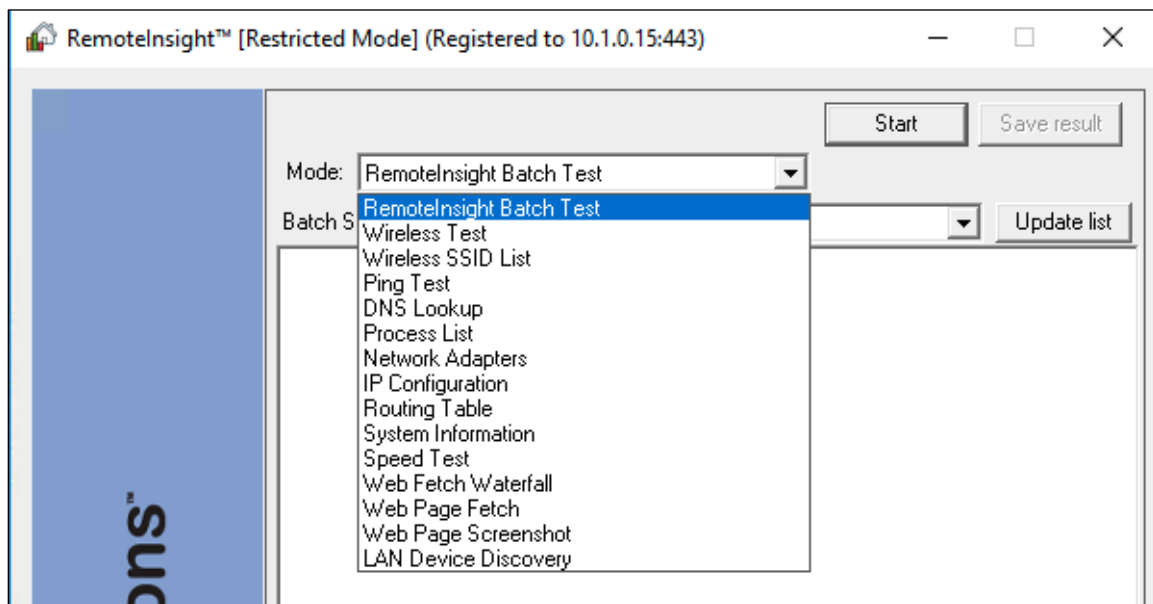 RemoteInsight™ [Restricted Mode] (Registered to 10.1.0.15:443)
Start
Save result
Mode:
RemoteInsight Batch Test
RemoteInsight Batch Test
Batch S
Update list
Wireless Test
Wireless SSID List
Ping Test
DNS Lookup
Process List
Network Adapters
IP Configuration
Routing Table
System Information
Speed Test
Web Fetch Waterfall
Web Page Fetch
Web Page Screenshot
LAN Device Discovery
ons™